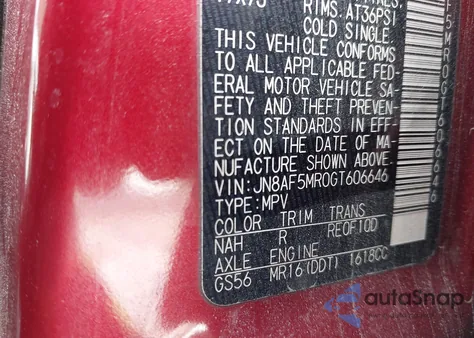 RIMS. AT36PSI
COLD SINGLE.
THIS VEHICLE CONFORMS
TO ALL APPLICABLE FED-
ERAL MOTOR VEHICLE SA-
FETY AND THEFT PREVEN-
TION STANDARDS IN EFF-
ECT ON THE DATE OF MA-
NUFACTURE SHOWN ABOVE.
VIN: JN8AF5MR0GT606646
TYPE: MPV
COLOR TRIM TRANS
NAH R RE0F10D
AXLE ENGINE
GS56 MR16(DDT) 1618CC
5MR0GT606646
autoSnap